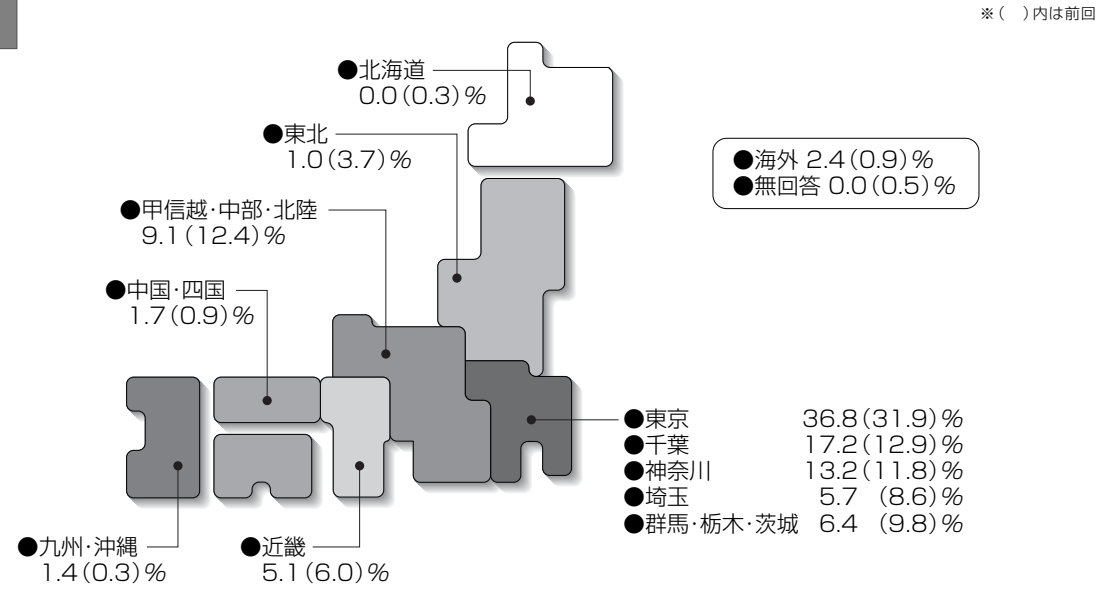 ※(　)内は前回
●北海道
0.0(0.3)%
●東北
1.0(3.7)%
●海外 2.4(0.9)%
●無回答 0.0(0.5)%
●甲信越・中部・北陸
9.1(12.4)%
●中国・四国
1.7(0.9)%
●東京 36.8(31.9)%
●千葉 17.2(12.9)%
●神奈川 13.2(11.8)%
●埼玉 5.7 (8.6)%
●群馬・栃木・茨城 6.4 (9.8)%
●九州・沖縄
1.4(0.3)%
●近畿
5.1(6.0)%